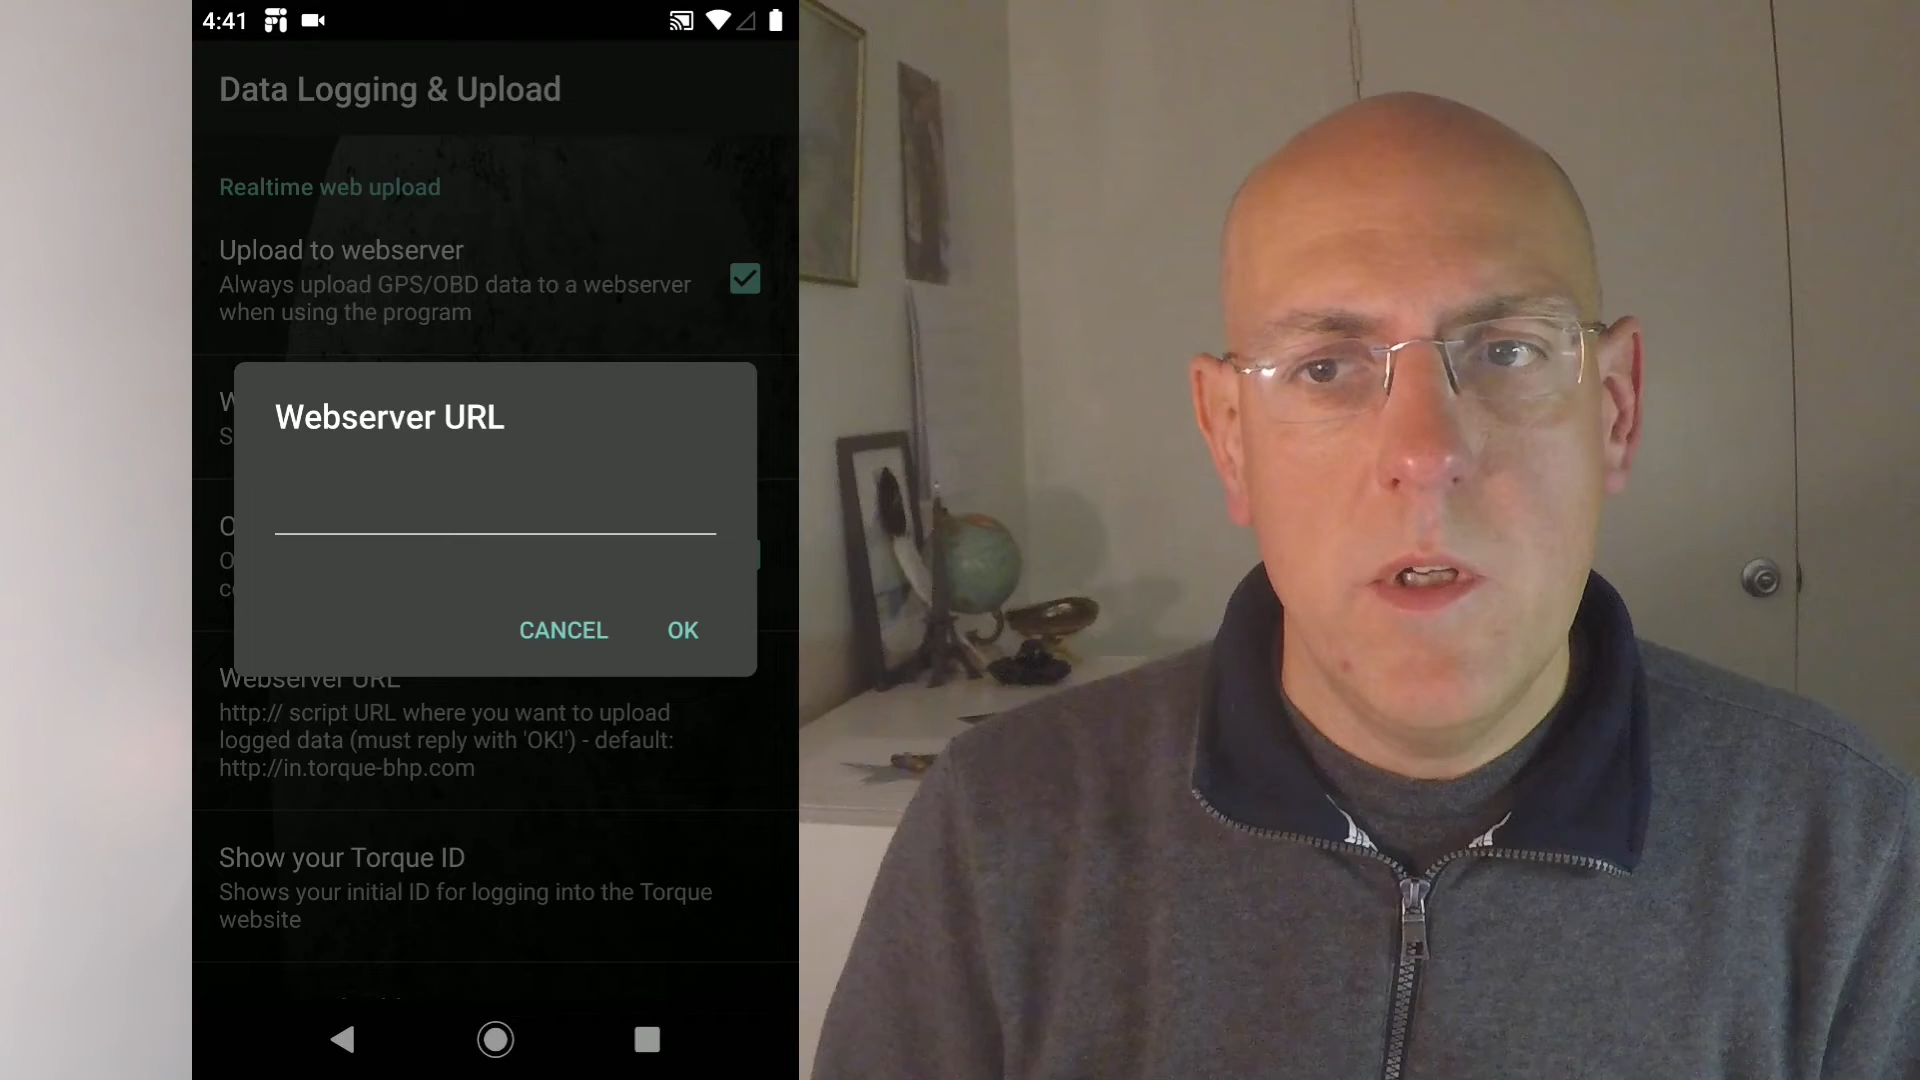 4:41
Data Logging & Upload
Realtime web upload
Upload to webserver
Always upload GPS/OBD data to a webserver
when using the program
W
S
Webserver URL
O
O
co
CANCEL OK
Webserver URL
http:// script URL where you want to upload
logged data (must reply with 'OK!') - default:
http://in.torque-bhp.com
Show your Torque ID
Shows your initial ID for logging into the Torque
website